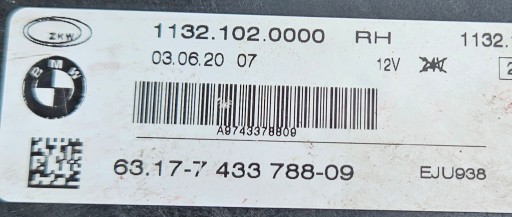 ZKW 1132.102.0000 RH 1132.
03.06.20 07 12V
BMW
A9743378809
63.17-7 433 788-09 EJU938